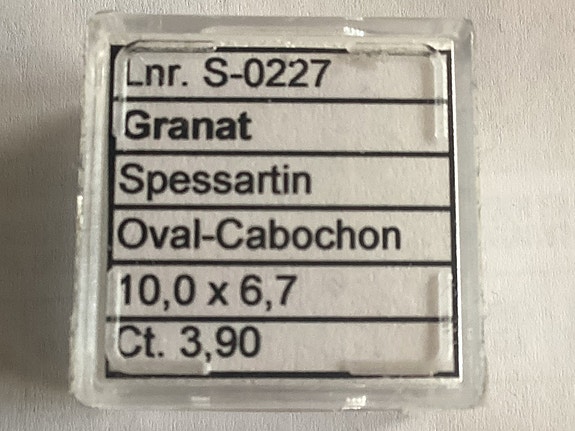 Lnr. S-0227
Granat
Spessartin
Oval-Cabochon
10,0 x 6,7
Ct. 3,90